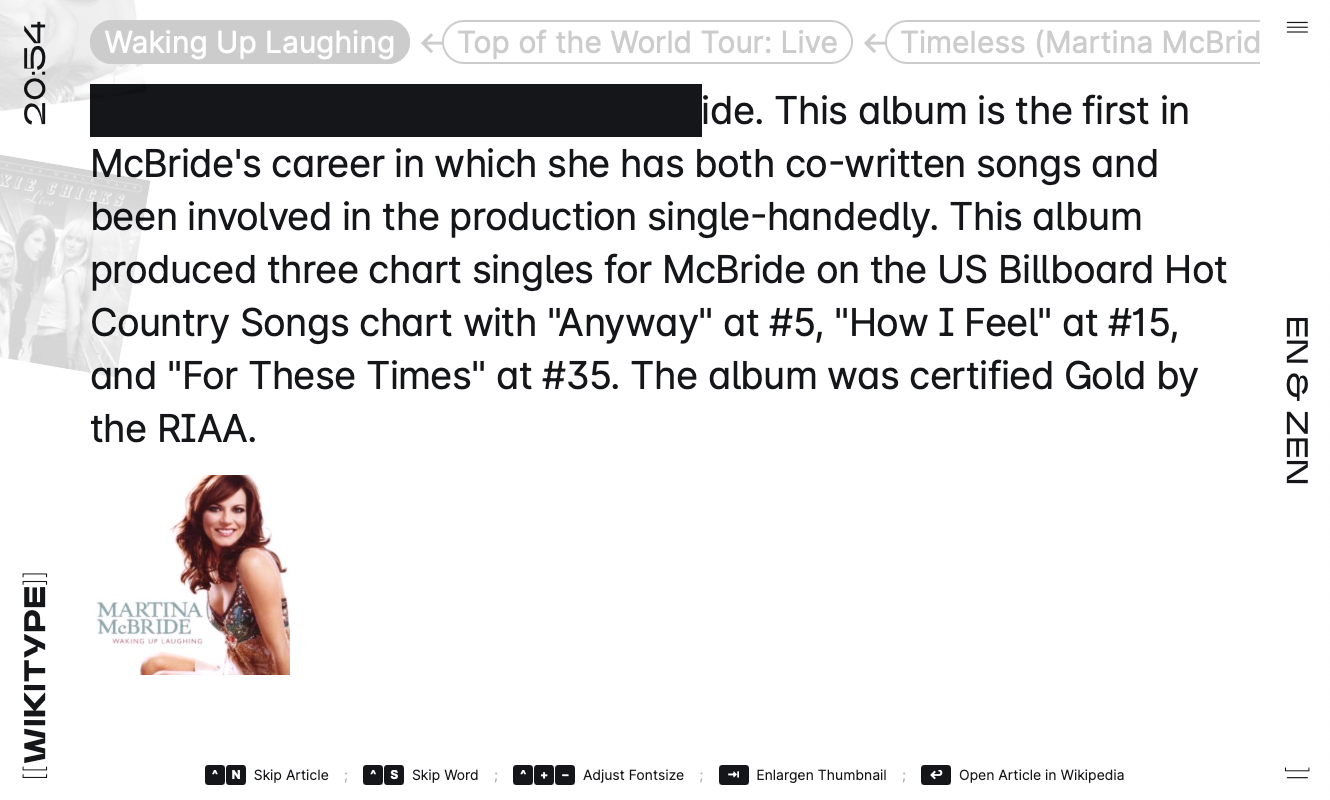 20:54
Waking Up Laughing ← Top of the World Tour: Live ← Timeless (Martina McBrid
ide. This album is the first in
McBride's career in which she has both co-written songs and
been involved in the production single-handedly. This album
produced three chart singles for McBride on the US Billboard Hot
Country Songs chart with "Anyway" at #5, "How I Feel" at #15,
and "For These Times" at #35. The album was certified Gold by
the RIAA.
XIE CHICKS
Live
EN & ZEN
MARTINA
McBRIDE
WAKING UP LAUGHING
[[WIKITYPE]]
^ N Skip Article ; ^ S Skip Word ; ^ + − Adjust Fontsize ; ⇥ Enlargen Thumbnail ; ↩ Open Article in Wikipedia